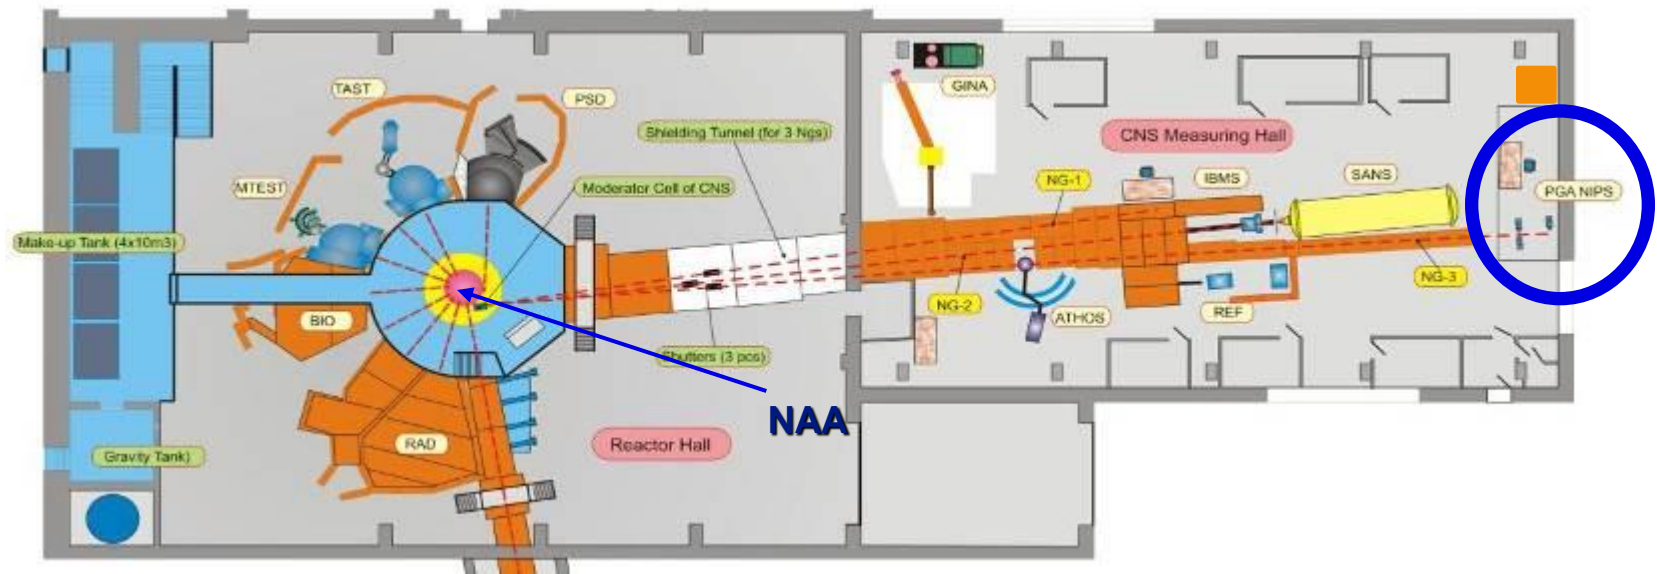 TAST
PSD
GINA
Shielding Tunnel (for 3 Ngs)
CNS Measuring Hall
MTEST
Moderator Cell of CNS
NG-1
IBMS
SANS
PGA NIPS
Make-up Tank (4x10m3)
NG-3
NG-2
BIO
ATHOS
REF
Shutters (3 pcs)
NAA
RAD
Reactor Hall
Gravity Tank)